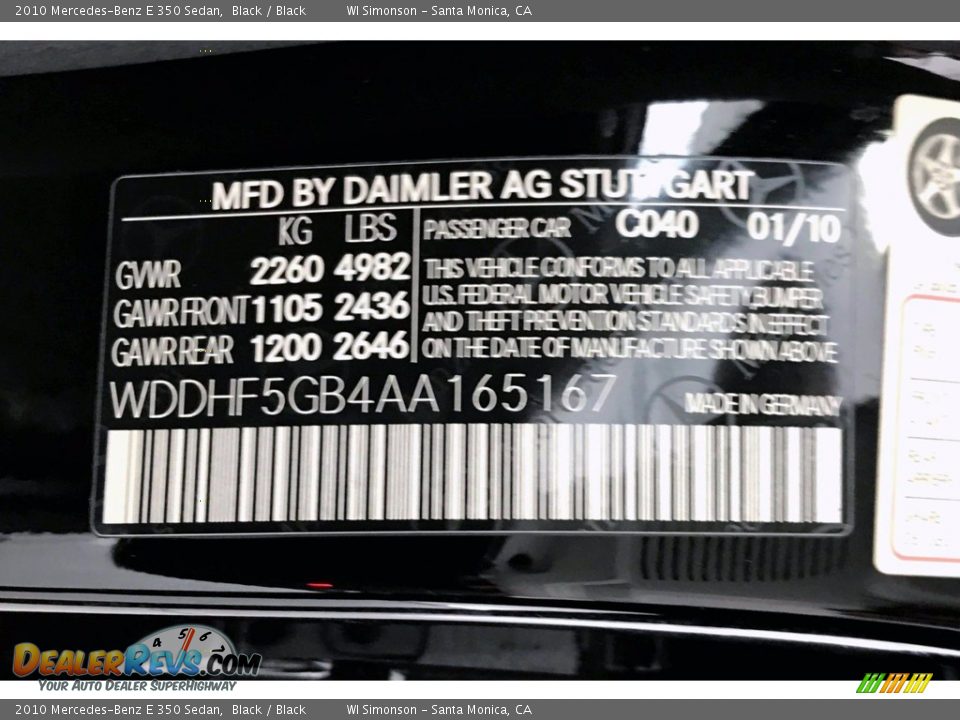 2010 Mercedes-Benz E 350 Sedan, Black / Black WI Simonson - Santa Monica, CA
MFD BY DAIMLER AG STUTTGART
KG LBS PASSENGER CAR C040 01/10
GVWR 2260 4982
GAWR FRONT 1105 2436
GAWR REAR 1200 2646
THIS VEHICLE CONFORMS TO ALL APPLICABLE
U.S. FEDERAL MOTOR VEHICLE SAFETY, BUMPER
AND THEFT PREVENTION STANDARDS IN EFFECT
ON THE DATE OF MANUFACTURE SHOWN ABOVE
WDDHF5GB4AA165167 MADE IN GERMANY
4 5 6
DEALERREVS.COM
YOUR AUTO DEALER SUPERHIGHWAY
2010 Mercedes-Benz E 350 Sedan, Black / Black WI Simonson - Santa Monica, CA